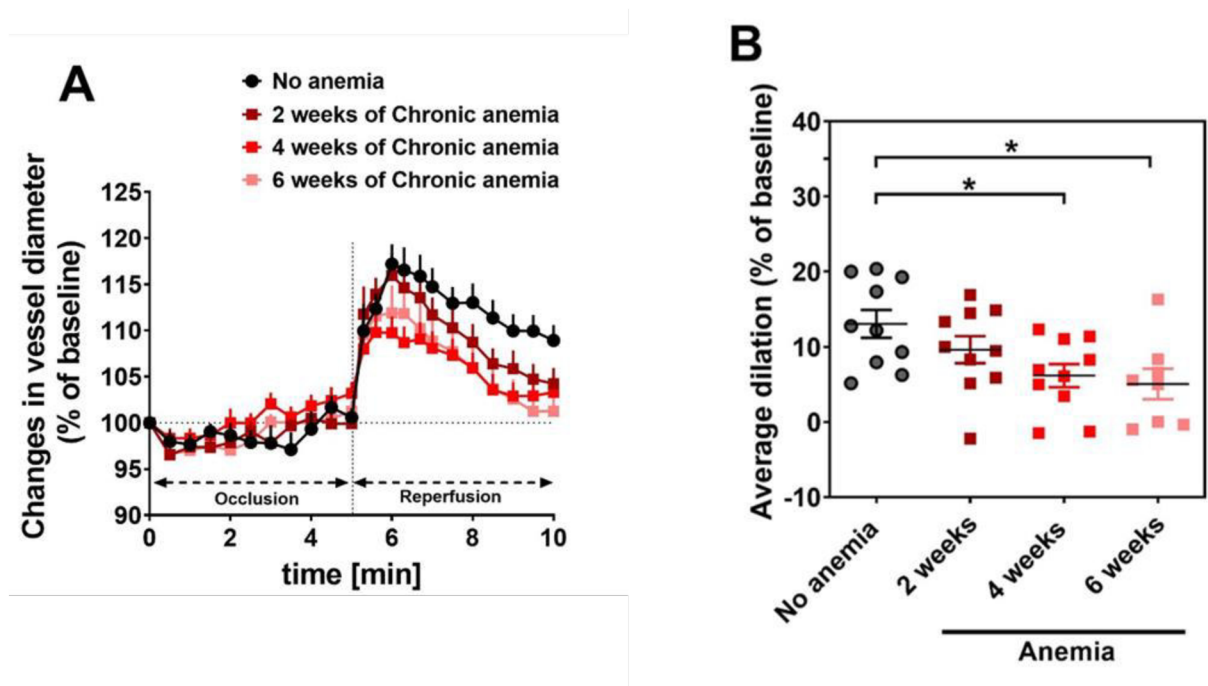 A
No anemia
2 weeks of Chronic anemia
4 weeks of Chronic anemia
6 weeks of Chronic anemia
Changes in vessel diameter
(% of baseline)
125
120
115
110
105
100
95
90
Occlusion
Reperfusion
0 2 4 6 8 10
time [min]
B
Average dilation (% of baseline)
40
30
20
10
0
-10
*
*
No anemia
2 weeks
4 weeks
6 weeks
Anemia